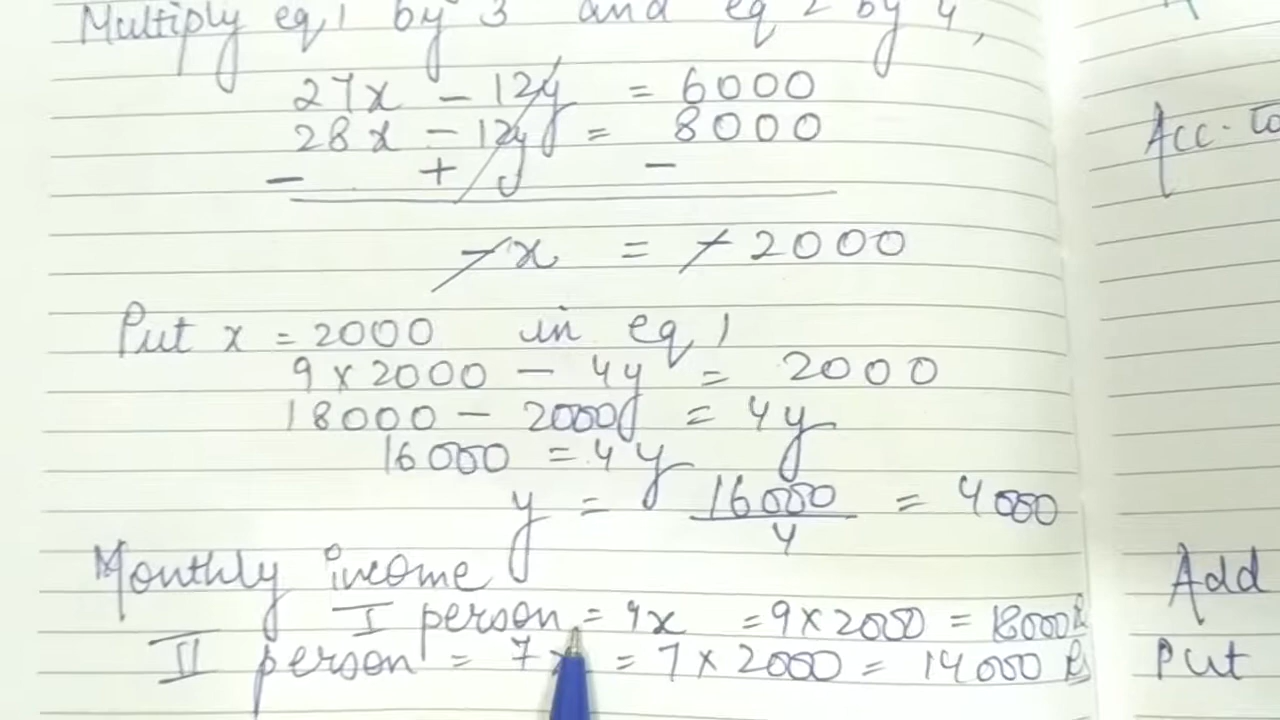 Multiply eq 1 by 3 and eq 2 by 4,
27x - 12y = 6000
28x - 12y = 8000
- + -
-x = -2000
Put x = 2000 in eq 1
9 x 2000 - 4y = 2000
18000 - 2000 = 4y
16000 = 4y
y = 16000/4 = 4000
Monthly income
I person = 9x = 9 x 2000 = 18000 R
II person = 7x = 7 x 2000 = 14000 R
Acc. to
Add
Put